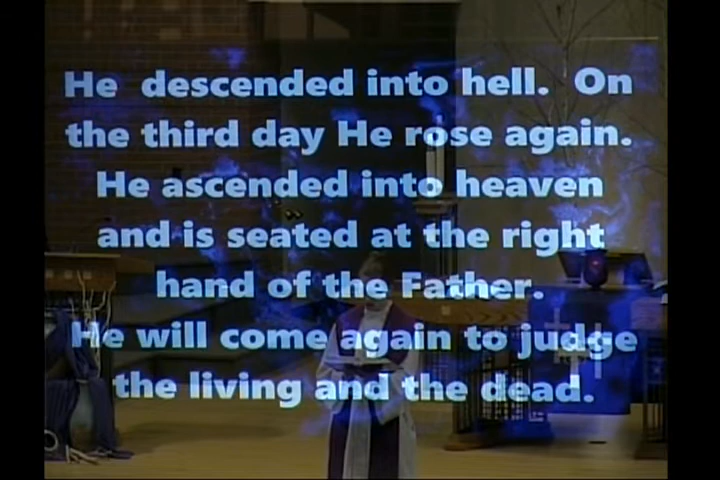 He descended into hell. On
the third day He rose again.
He ascended into heaven
and is seated at the right
hand of the Father.
He will come again to judge
the living and the dead.